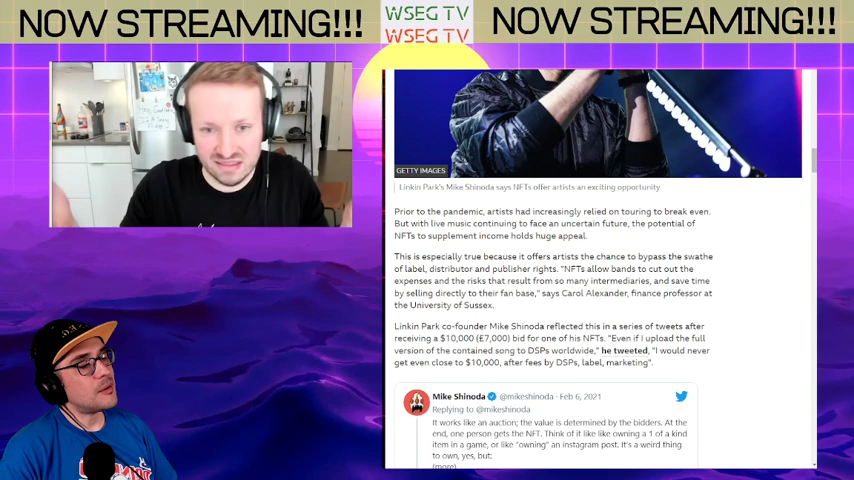 NOW STREAMING!!!
WSEG TV
WSEG TV
NOW STREAMING!!!
GETTY IMAGES
Linkin Park's Mike Shinoda says NFTs offer artists an exciting opportunity
Prior to the pandemic, artists had increasingly relied on touring to break even.
But with live music continuing to face an uncertain future, the potential of
NFTs to supplement income holds huge appeal.
This is especially true because it offers artists the chance to bypass the swathe
of label, distributor and publisher rights. "NFTs allow bands to cut out the
expenses and the risks that result from so many intermediaries, and save time
by selling directly to their fan base," says Carol Alexander, finance professor at
the University of Sussex.
Linkin Park co-founder Mike Shinoda reflected this in a series of tweets after
receiving a $10,000 (£7,000) bid for one of his NFTs. "Even if I upload the full
version of the contained song to DSPs worldwide," he tweeted, "I would never
get even close to $10,000, after fees by DSPs, label, marketing".
Mike Shinoda @mikeshinoda · Feb 6, 2021
Replying to @mikeshinoda
It works like an auction; the value is determined by the bidders. At the
end, one person gets the NFT. Think of it like like owning a 1 of a kind
item in a game, or like "owning" an instagram post. It's a weird thing
to own, yes, but:
(more)